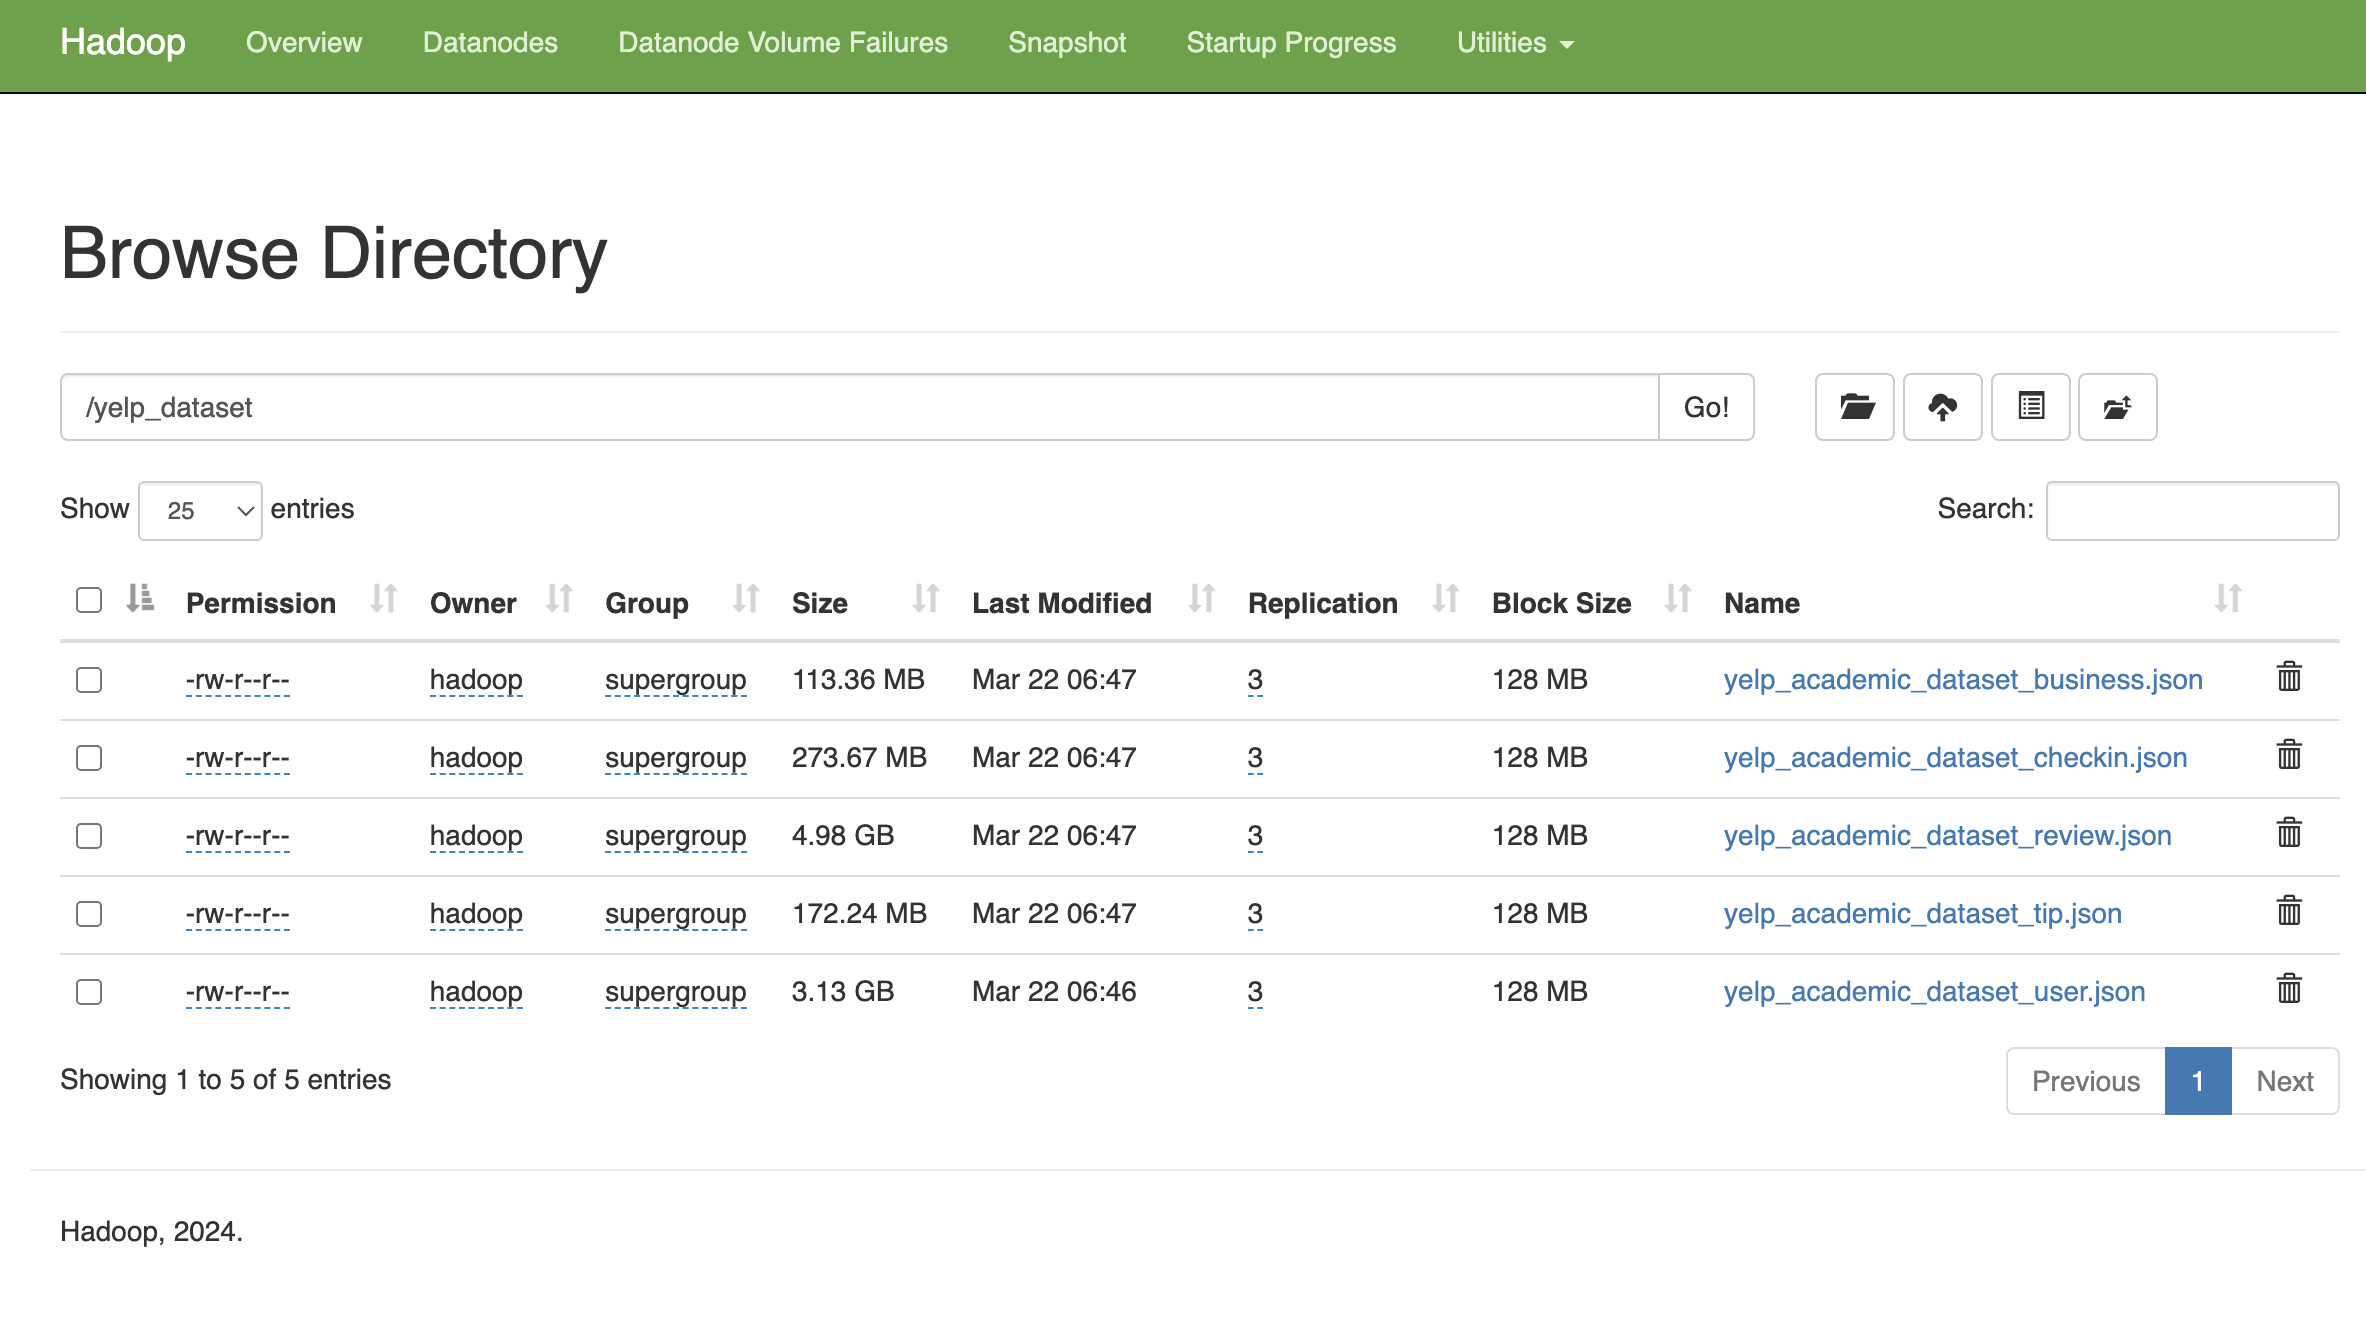 Hadoop Overview Datanodes Datanode Volume Failures Snapshot Startup Progress Utilities
Browse Directory
/yelp_dataset Go!
Show 25 entries Search:
Permission Owner Group Size Last Modified Replication Block Size Name
-rw-r--r-- hadoop supergroup 113.36 MB Mar 22 06:47 3 128 MB yelp_academic_dataset_business.json
-rw-r--r-- hadoop supergroup 273.67 MB Mar 22 06:47 3 128 MB yelp_academic_dataset_checkin.json
-rw-r--r-- hadoop supergroup 4.98 GB Mar 22 06:47 3 128 MB yelp_academic_dataset_review.json
-rw-r--r-- hadoop supergroup 172.24 MB Mar 22 06:47 3 128 MB yelp_academic_dataset_tip.json
-rw-r--r-- hadoop supergroup 3.13 GB Mar 22 06:46 3 128 MB yelp_academic_dataset_user.json
Showing 1 to 5 of 5 entries Previous 1 Next
Hadoop, 2024.